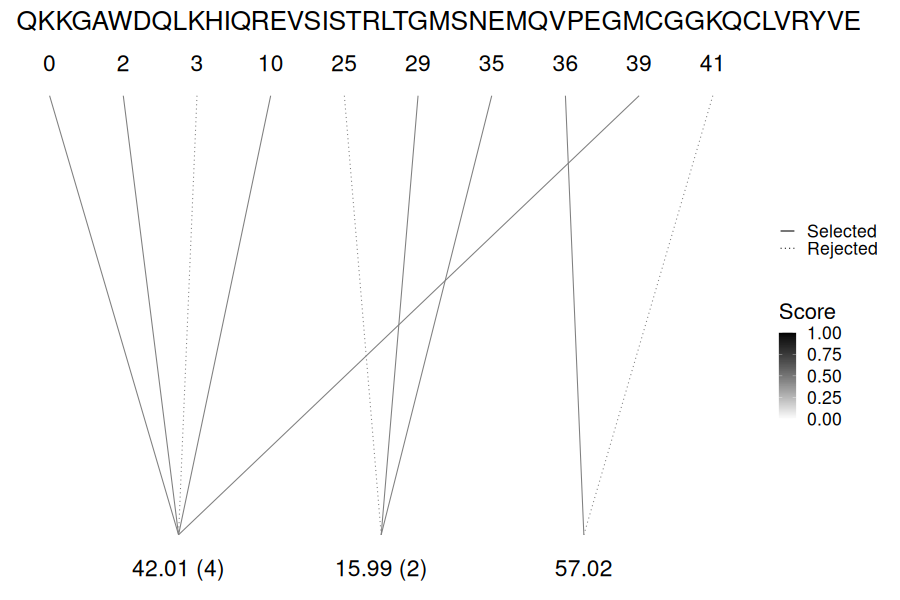 QKKGAWDQLKHIQREVSISTRLTGMSNEMQVPEGMCGGKQCLVRYVE
0 2 3 10 25 29 35 36 39 41
Selected
Rejected
Score
1.00
0.75
0.50
0.25
0.00
42.01 (4) 15.99 (2) 57.02